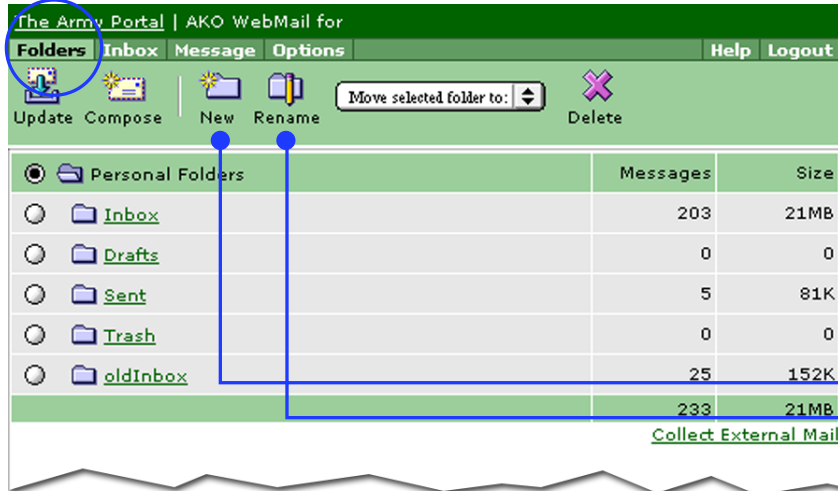 The Army Portal | AKO WebMail for
Folders Inbox Message Options Help Logout
Update Compose New Rename Move selected folder to: Delete
Personal Folders Messages Size
Inbox 203 21MB
Drafts 0 0
Sent 5 81K
Trash 0 0
oldInbox 25 152K
233 21MB
Collect External Mail